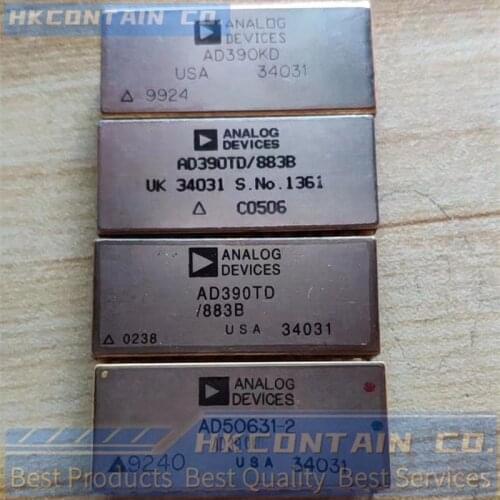 HKCONTAIN CO.
ANALOG
DEVICES
AD390KD
USA 34031
△ 9924
ANALOG
DEVICES
AD390TD/883B
UK 34031 S.No.1361
△ C0506
ANALOG
DEVICES
AD390TD
/883B
△ 0238 USA 34031
ANALOG
DEVICES
AD50631-2
△9240 USA 34031
HKCONTAIN CO.
Best Products Best Quality Best Services